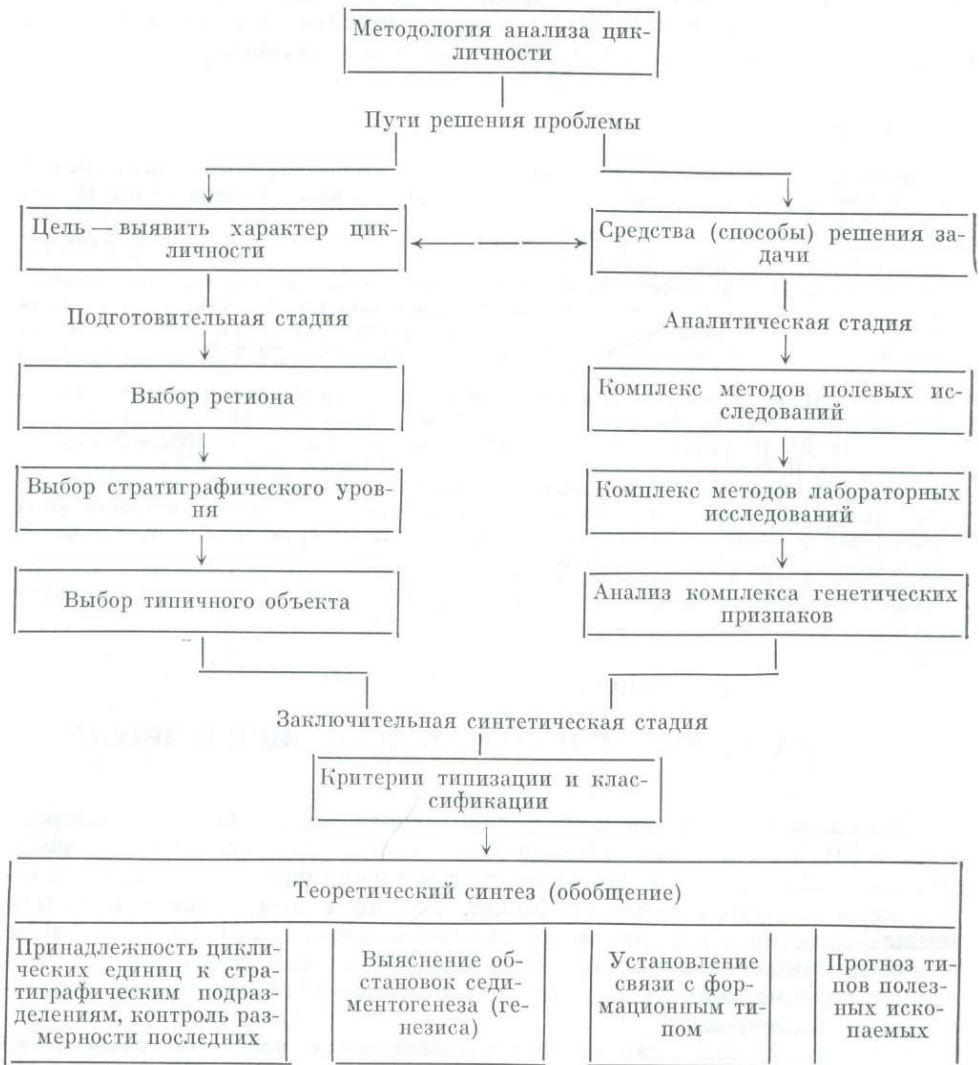 Методология анализа цик-
личности
Пути решения проблемы
Цель — выявить характер цик-
личности
Средства (способы) решения за-
дачи
Подготовительная стадия
Аналитическая стадия
Выбор региона
Комплекс методов полевых ис-
следований
Выбор стратиграфического уров-
ня
Комплекс методов лабораторных
исследований
Выбор типичного объекта
Анализ комплекса генетических
признаков
Заключительная синтетическая стадия
Критерии типизации и клас-
сификации
Теоретический синтез (обобщение)
Принадлежность цикли-
ческих единиц к стра-
тиграфическим подраз-
делениям, контроль раз-
мерности последних
Выяснение об-
становок седи-
ментогенеза (ге-
незиса)
Установление
связи с фор-
мационным ти-
пом
Прогноз ти-
пов полез-
ных иско-
паемых